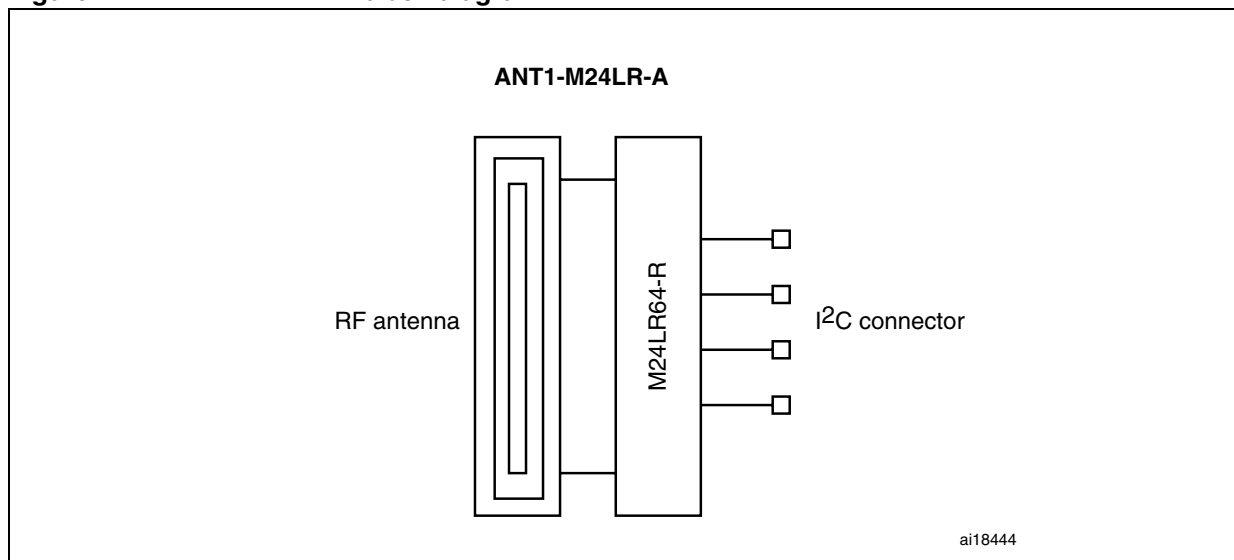 ANT1-M24LR-A
RF antenna
M24LR64-R
I²C connector
ai18444